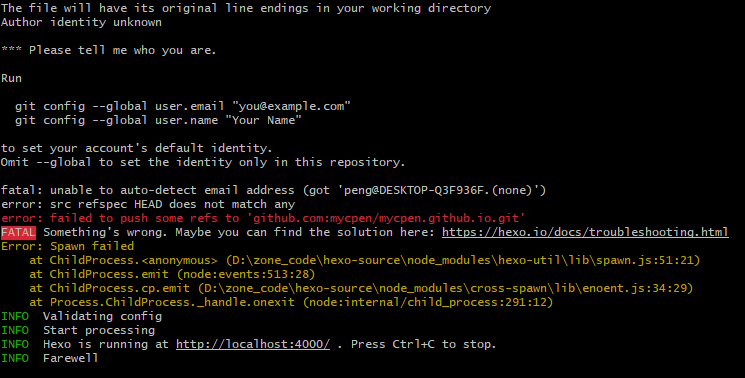 The file will have its original line endings in your working directory
Author identity unknown
*** Please tell me who you are.
Run
git config --global user.email "you@example.com"
git config --global user.name "Your Name"
to set your account's default identity.
Omit --global to set the identity only in this repository.
fatal: unable to auto-detect email address (got 'peng@DESKTOP-Q3F936F.(none)')
error: src refspec HEAD does not match any
error: failed to push some refs to 'github.com:mycpen/mycpen.github.io.git'
FATAL Something's wrong. Maybe you can find the solution here: https://hexo.io/docs/troubleshooting.html
Error: Spawn failed
at ChildProcess.<anonymous> (D:\zone_code\hexo-source\node_modules\hexo-util\lib\spawn.js:51:21)
at ChildProcess.emit (node:events:513:28)
at ChildProcess.cp.emit (D:\zone_code\hexo-source\node_modules\cross-spawn\lib\enoent.js:34:29)
at Process.ChildProcess._handle.onexit (node:internal/child_process:291:12)
INFO  Validating config
INFO  Start processing
INFO  Hexo is running at http://localhost:4000/ . Press Ctrl+C to stop.
INFO  Farewell